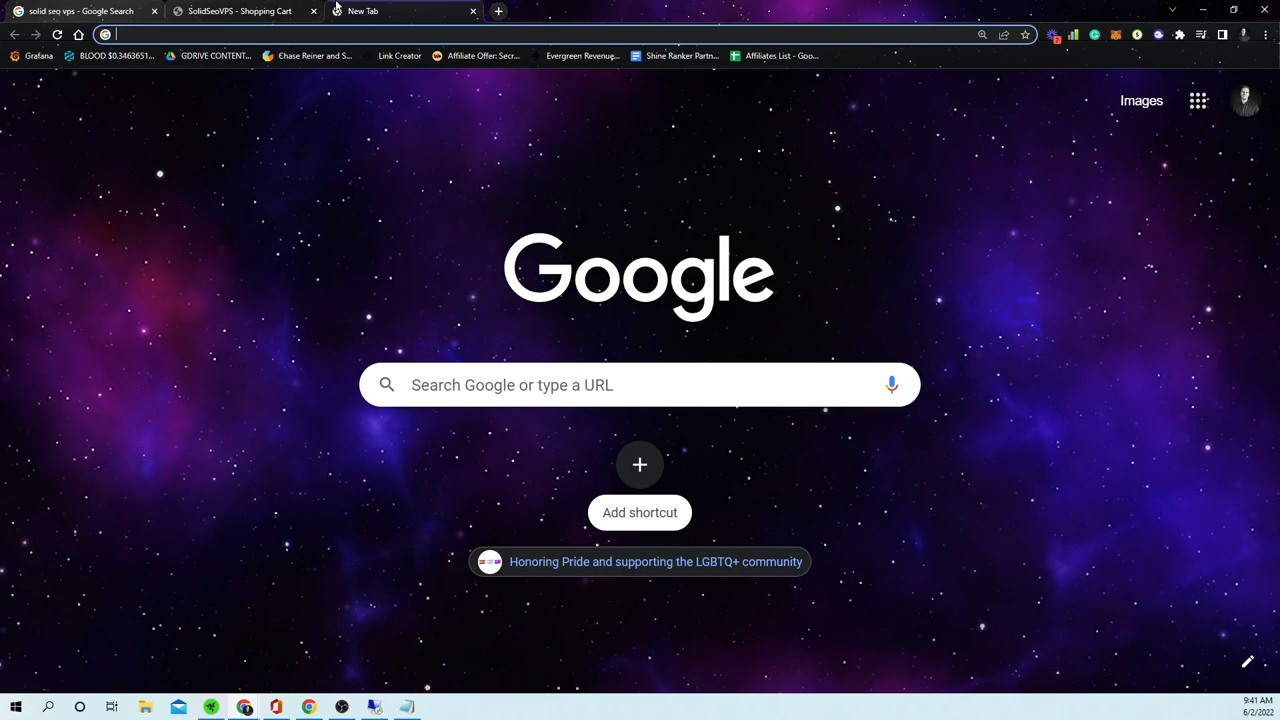 solid seo vps - Google Search
SolidSeoVPS - Shopping Cart
New Tab
Grafana
BLOOD $0.3463651...
GDRIVE CONTENT...
Chase Reiner and S...
Link Creator
Affiliate Offer: Secr...
Evergreen Revenue...
Shine Ranker Partn...
Affiliates List - Goo...
Images
Google
Search Google or type a URL
Add shortcut
Honoring Pride and supporting the LGBTQ+ community
9:41 AM
6/2/2022